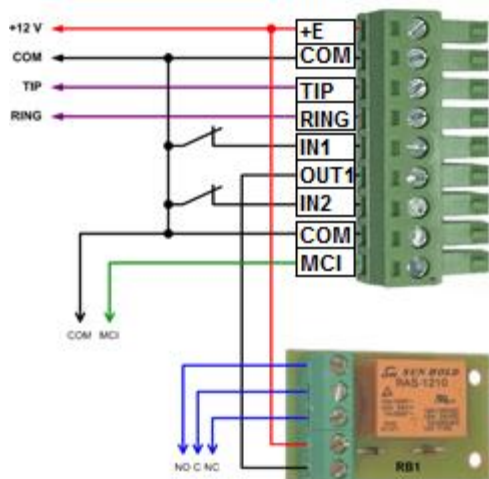 +12 V
+E
COM
COM
TIP
TIP
RING
RING
IN1
OUT1
IN2
COM
MCI
COM MCI
SUN HOLD
RAS-1210
NO C NC
RB1